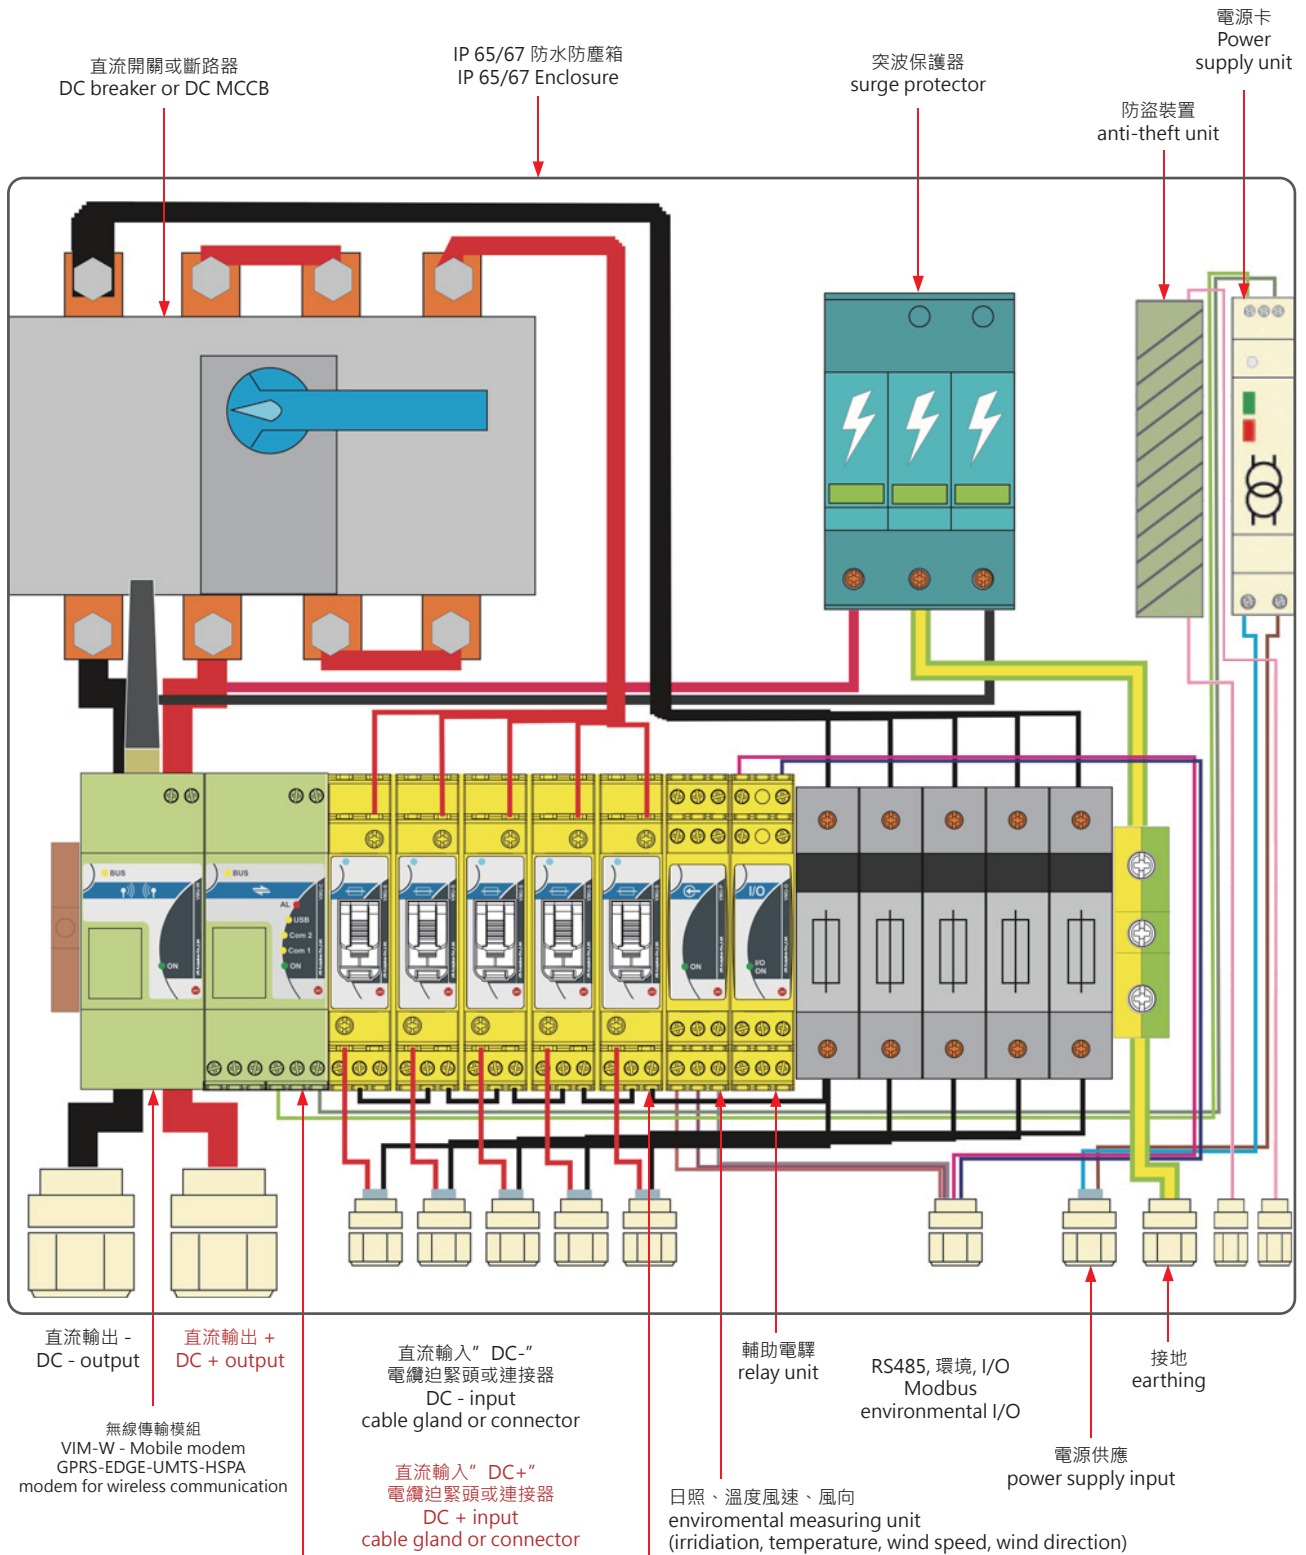 電源卡
Power
supply unit
IP 65/67 防水防塵箱
IP 65/67 Enclosure
直流開關或斷路器
DC breaker or DC MCCB
突波保護器
surge protector
防盜裝置
anti-theft unit
BUS
BUS
AL
USB
Com 2
Com 1
ON
ON
ON
I/O
I/O
ON
直流輸出 -
DC - output
直流輸出 +
DC + output
直流輸入” DC-“
電纜迫緊頭或連接器
DC - input
cable gland or connector
輔助電驛
relay unit
RS485, 環境, I/O
Modbus
environmental I/O
接地
earthing
無線傳輸模組
VIM-W - Mobile modem
GPRS-EDGE-UMTS-HSPA
modem for wireless communication
電源供應
power supply input
直流輸入” DC+“
電纜迫緊頭或連接器
DC + input
cable gland or connector
日照、溫度風速、風向
enviromental measuring unit
(irridiation, temperature, wind speed, wind direction)